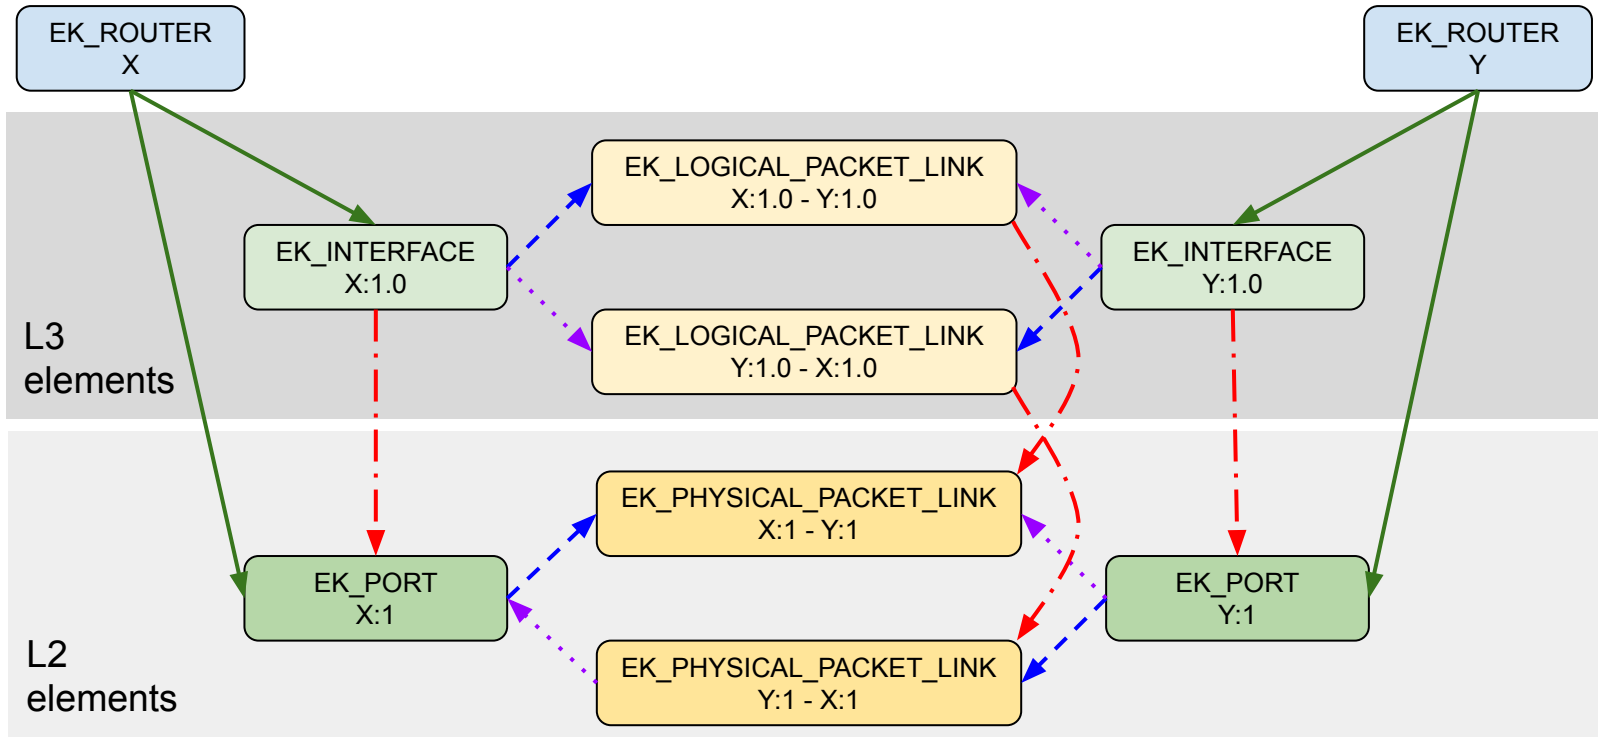 EK_ROUTER
X
EK_ROUTER
Y
EK_LOGICAL_PACKET_LINK
X:1.0 - Y:1.0
EK_INTERFACE
X:1.0
EK_INTERFACE
Y:1.0
EK_LOGICAL_PACKET_LINK
Y:1.0 - X:1.0
L3
elements
EK_PHYSICAL_PACKET_LINK
X:1 - Y:1
EK_PORT
X:1
EK_PORT
Y:1
EK_PHYSICAL_PACKET_LINK
Y:1 - X:1
L2
elements